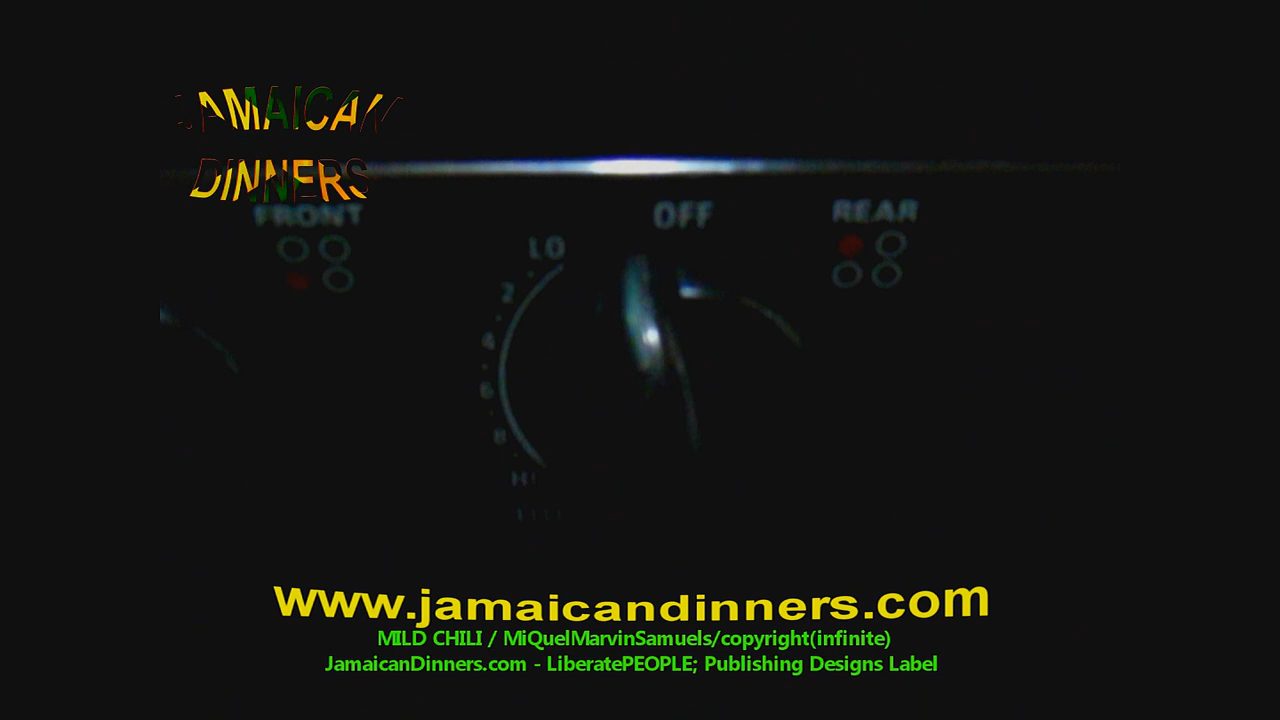 JAMAICAN
DINNERS
FRONT
OFF
REAR
LO
2
4
6
8
HI
www.jamaicandinners.com
MILD CHILI / MiQuelMarvinSamuels/copyright(infinite)
JamaicanDinners.com - LiberatePEOPLE; Publishing Designs Label